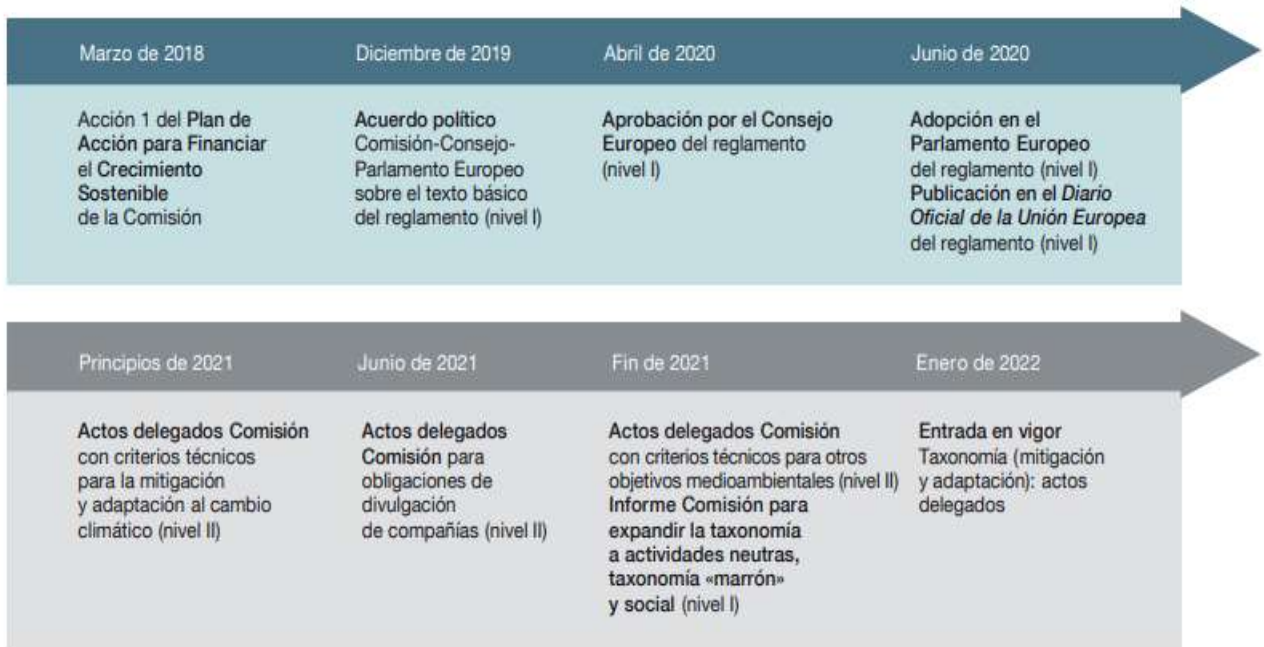 Marzo de 2018
Acción 1 del Plan de
Acción para Financiar
el Crecimiento
Sostenible
de la Comisión
Diciembre de 2019
Acuerdo político
Comisión-Consejo-
Parlamento Europeo
sobre el texto básico
del reglamento (nivel I)
Abril de 2020
Aprobación por el Consejo
Europeo del reglamento
(nivel I)
Junio de 2020
Adopción en el
Parlamento Europeo
del reglamento (nivel I)
Publicación en el Diario
Oficial de la Unión Europea
del reglamento (nivel I)
Principios de 2021
Actos delegados Comisión
con criterios técnicos
para la mitigación
y adaptación al cambio
climático (nivel II)
Junio de 2021
Actos delegados
Comisión para
obligaciones de
divulgación
de compañías (nivel II)
Fin de 2021
Actos delegados Comisión
con criterios técnicos para otros
objetivos medioambientales (nivel II)
Informe Comisión para
expandir la taxonomía
a actividades neutras,
taxonomía «marrón»
y social (nivel I)
Enero de 2022
Entrada en vigor
Taxonomía (mitigación
y adaptación): actos
delegados